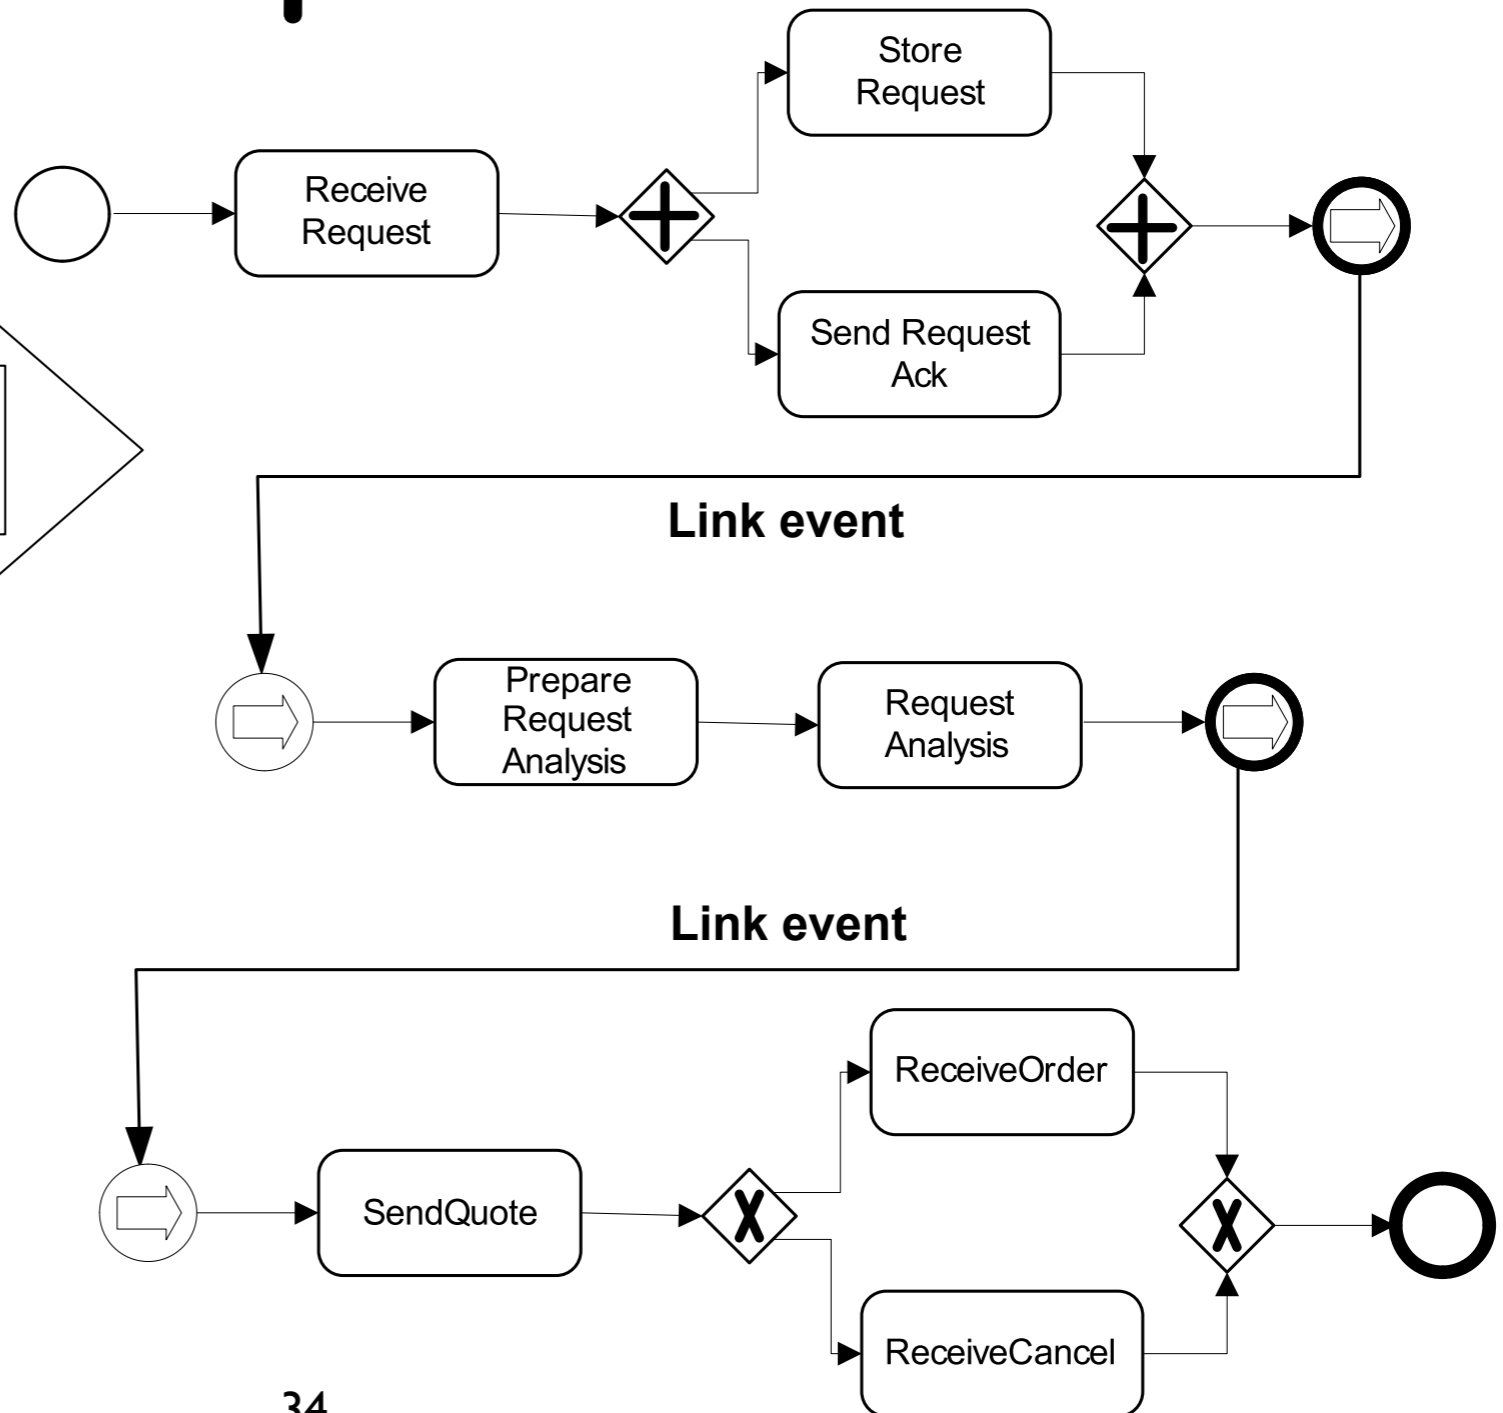 Store
Request
Receive
Request
Send Request
Ack
Link event
Prepare
Request
Analysis
Request
Analysis
Link event
ReceiveOrder
SendQuote
ReceiveCancel
34